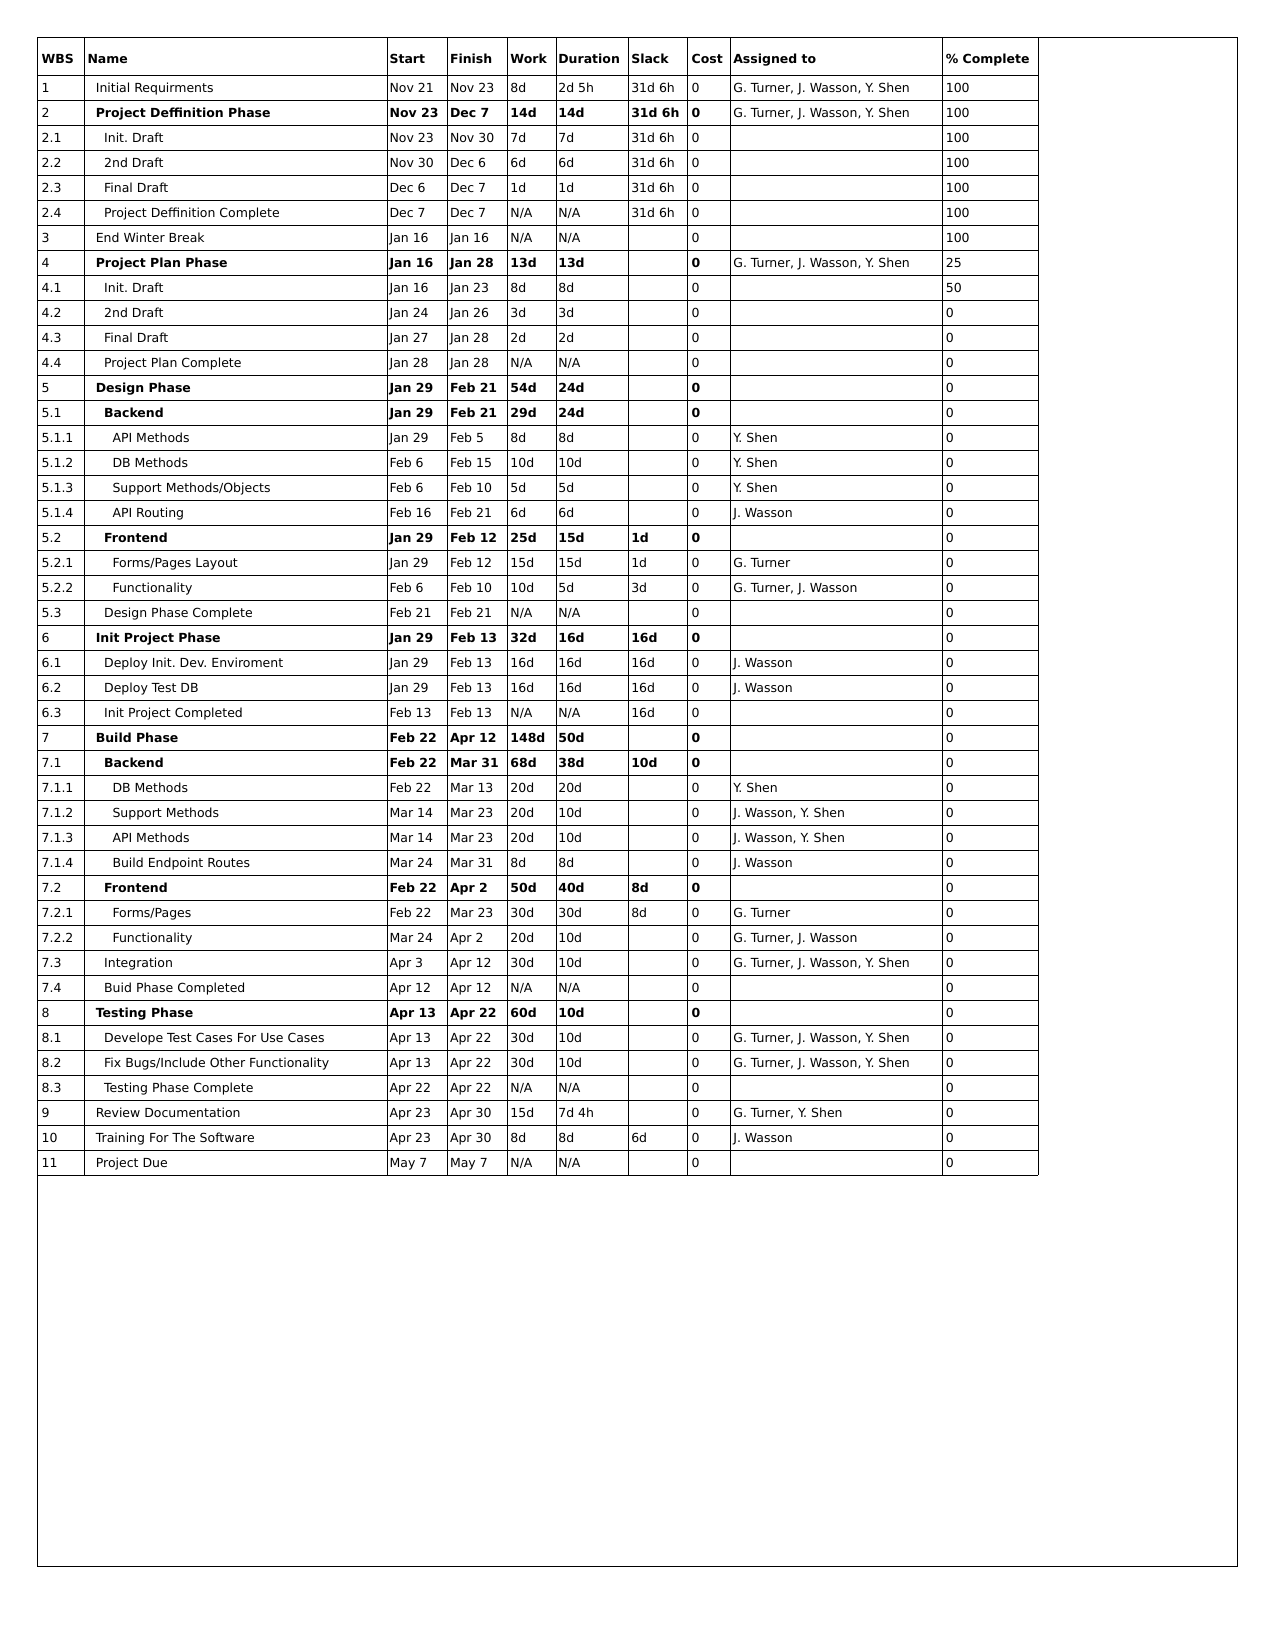 WBS Name Start Finish Work Duration Slack Cost Assigned to % Complete
1 Initial Requirments Nov 21 Nov 23 8d 2d 5h 31d 6h 0 G. Turner, J. Wasson, Y. Shen 100
2 Project Deffinition Phase Nov 23 Dec 7 14d 14d 31d 6h 0 G. Turner, J. Wasson, Y. Shen 100
2.1 Init. Draft Nov 23 Nov 30 7d 7d 31d 6h 0 100
2.2 2nd Draft Nov 30 Dec 6 6d 6d 31d 6h 0 100
2.3 Final Draft Dec 6 Dec 7 1d 1d 31d 6h 0 100
2.4 Project Deffinition Complete Dec 7 Dec 7 N/A N/A 31d 6h 0 100
3 End Winter Break Jan 16 Jan 16 N/A N/A 0 100
4 Project Plan Phase Jan 16 Jan 28 13d 13d 0 G. Turner, J. Wasson, Y. Shen 25
4.1 Init. Draft Jan 16 Jan 23 8d 8d 0 50
4.2 2nd Draft Jan 24 Jan 26 3d 3d 0 0
4.3 Final Draft Jan 27 Jan 28 2d 2d 0 0
4.4 Project Plan Complete Jan 28 Jan 28 N/A N/A 0 0
5 Design Phase Jan 29 Feb 21 54d 24d 0 0
5.1 Backend Jan 29 Feb 21 29d 24d 0 0
5.1.1 API Methods Jan 29 Feb 5 8d 8d 0 Y. Shen 0
5.1.2 DB Methods Feb 6 Feb 15 10d 10d 0 Y. Shen 0
5.1.3 Support Methods/Objects Feb 6 Feb 10 5d 5d 0 Y. Shen 0
5.1.4 API Routing Feb 16 Feb 21 6d 6d 0 J. Wasson 0
5.2 Frontend Jan 29 Feb 12 25d 15d 1d 0 0
5.2.1 Forms/Pages Layout Jan 29 Feb 12 15d 15d 1d 0 G. Turner 0
5.2.2 Functionality Feb 6 Feb 10 10d 5d 3d 0 G. Turner, J. Wasson 0
5.3 Design Phase Complete Feb 21 Feb 21 N/A N/A 0 0
6 Init Project Phase Jan 29 Feb 13 32d 16d 16d 0 0
6.1 Deploy Init. Dev. Enviroment Jan 29 Feb 13 16d 16d 16d 0 J. Wasson 0
6.2 Deploy Test DB Jan 29 Feb 13 16d 16d 16d 0 J. Wasson 0
6.3 Init Project Completed Feb 13 Feb 13 N/A N/A 16d 0 0
7 Build Phase Feb 22 Apr 12 148d 50d 0 0
7.1 Backend Feb 22 Mar 31 68d 38d 10d 0 0
7.1.1 DB Methods Feb 22 Mar 13 20d 20d 0 Y. Shen 0
7.1.2 Support Methods Mar 14 Mar 23 20d 10d 0 J. Wasson, Y. Shen 0
7.1.3 API Methods Mar 14 Mar 23 20d 10d 0 J. Wasson, Y. Shen 0
7.1.4 Build Endpoint Routes Mar 24 Mar 31 8d 8d 0 J. Wasson 0
7.2 Frontend Feb 22 Apr 2 50d 40d 8d 0 0
7.2.1 Forms/Pages Feb 22 Mar 23 30d 30d 8d 0 G. Turner 0
7.2.2 Functionality Mar 24 Apr 2 20d 10d 0 G. Turner, J. Wasson 0
7.3 Integration Apr 3 Apr 12 30d 10d 0 G. Turner, J. Wasson, Y. Shen 0
7.4 Buid Phase Completed Apr 12 Apr 12 N/A N/A 0 0
8 Testing Phase Apr 13 Apr 22 60d 10d 0 0
8.1 Develope Test Cases For Use Cases Apr 13 Apr 22 30d 10d 0 G. Turner, J. Wasson, Y. Shen 0
8.2 Fix Bugs/Include Other Functionality Apr 13 Apr 22 30d 10d 0 G. Turner, J. Wasson, Y. Shen 0
8.3 Testing Phase Complete Apr 22 Apr 22 N/A N/A 0 0
9 Review Documentation Apr 23 Apr 30 15d 7d 4h 0 G. Turner, Y. Shen 0
10 Training For The Software Apr 23 Apr 30 8d 8d 6d 0 J. Wasson 0
11 Project Due May 7 May 7 N/A N/A 0 0